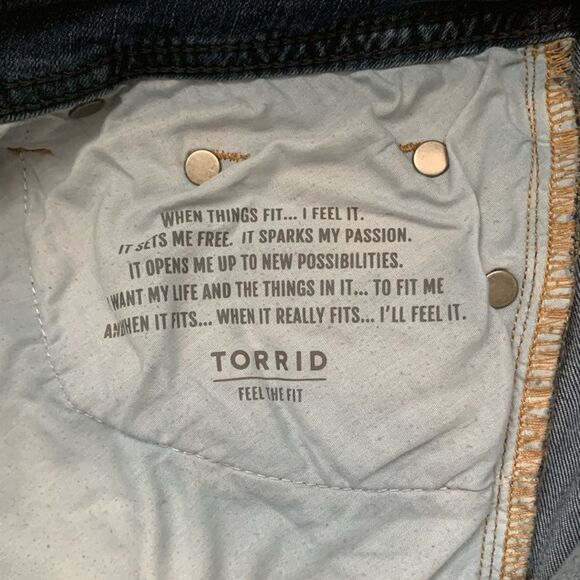 WHEN THINGS FIT... I FEEL IT.
IT SETS ME FREE. IT SPARKS MY PASSION.
IT OPENS ME UP TO NEW POSSIBILITIES.
I WANT MY LIFE AND THE THINGS IN IT... TO FIT ME
AND WHEN IT FITS... WHEN IT REALLY FITS... I'LL FEEL IT.
TORRID
FEEL THE FIT